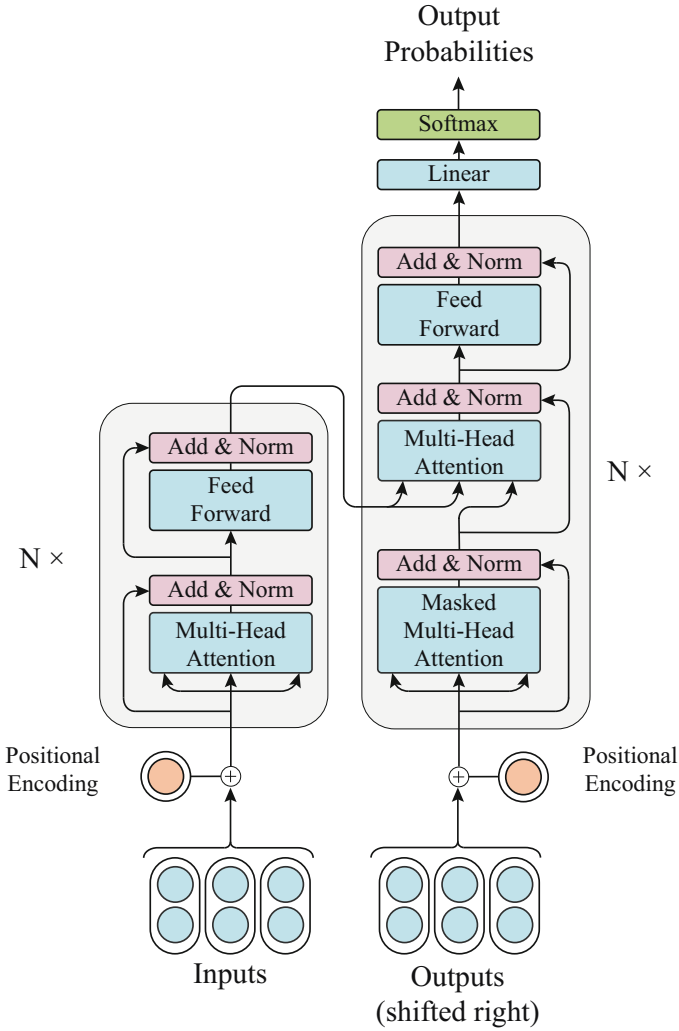 Output
Probabilities
Softmax
Linear
Add & Norm
Feed
Forward
Add & Norm
Multi-Head
Attention
N ×
Add & Norm
Masked
Multi-Head
Attention
Add & Norm
Feed
Forward
N ×
Add & Norm
Multi-Head
Attention
Positional
Encoding
+
+
Positional
Encoding
Inputs
Outputs
(shifted right)